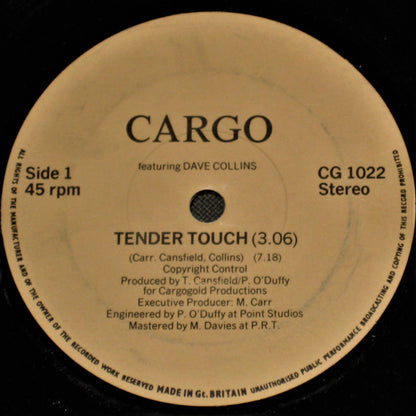 CARGO
featuring DAVE COLLINS
Side 1
45 rpm
CG 1022
Stereo
TENDER TOUCH (3.06)
(Carr. Cansfield, Collins) (7.18)
Copyright Control
Produced by T. Cansfield/P. O'Duffy
for Cargogold Productions
Executive Producer: M. Carr
Engineered by P. O'Duffy at Point Studios
Mastered by M. Davies at P.R.T.
ALL RIGHTS OF THE MANUFACTURER AND OF THE OWNER OF THE RECORDED WORK RESERVED MADE IN Gt. BRITAIN UNAUTHORISED PUBLIC PERFORMANCE BROADCASTING AND COPYING OF THIS RECORD PROHIBITED